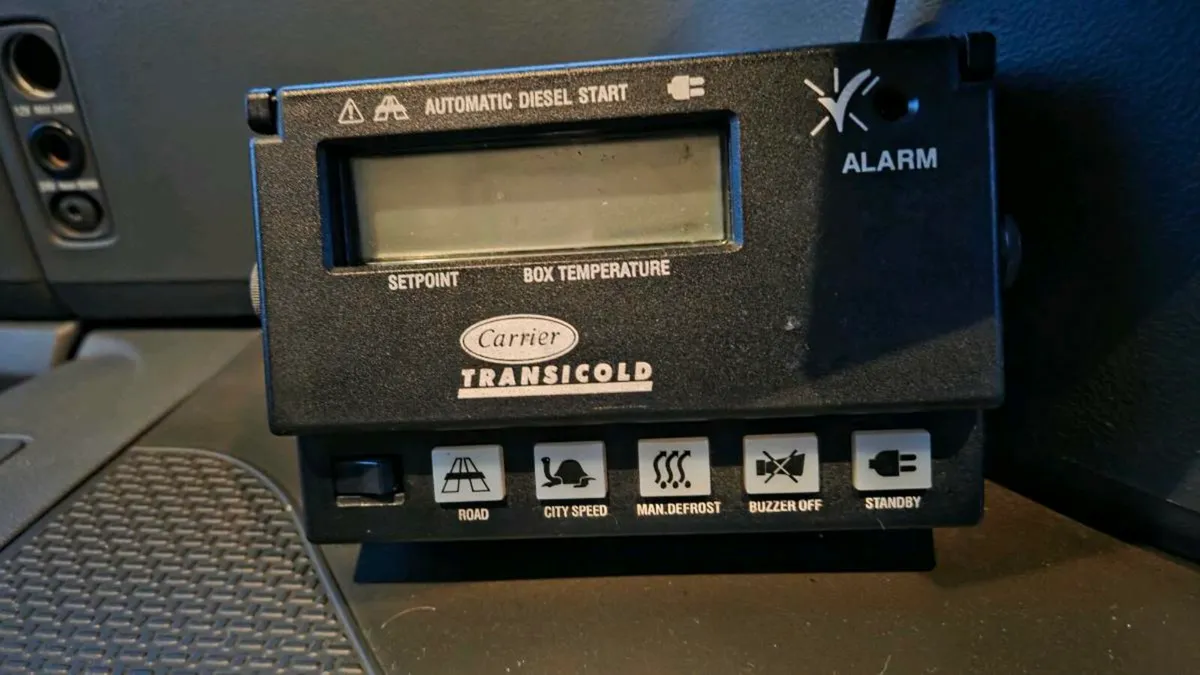 AUTOMATIC DIESEL START
ALARM
SETPOINT BOX TEMPERATURE
Carrier
TRANSICOLD
ROAD CITY SPEED MAN.DEFROST BUZZER OFF STANDBY